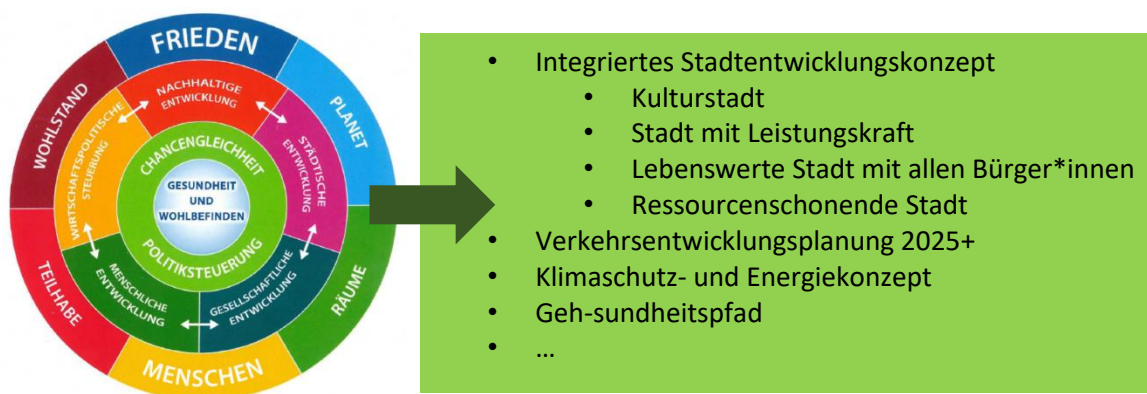 FRIEDEN
PLANET
RÄUME
MENSCHEN
TEILHABE
WOHLSTAND
NACHHALTIGE
ENTWICKLUNG
STÄDTISCHE
ENTWICKLUNG
GESELLSCHAFTLICHE
ENTWICKLUNG
MENSCHLICHE
ENTWICKLUNG
WIRTSCHAFTSPOLITISCHE
STEUERUNG
CHANCENGLEICHHEIT
POLITIKSTEUERUNG
GESUNDHEIT
UND
WOHLBEFINDEN
• Integriertes Stadtentwicklungskonzept
• Kulturstadt
• Stadt mit Leistungskraft
• Lebenswerte Stadt mit allen Bürger*innen
• Ressourcenschonende Stadt
• Verkehrsentwicklungsplanung 2025+
• Klimaschutz- und Energiekonzept
• Geh-sundheitspfad
• …